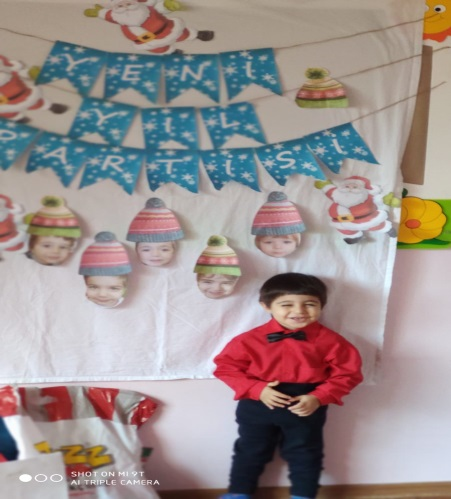 YENİ
YIL
PARTİSİ
SHOT ON MI 9T
AI TRIPLE CAMERA